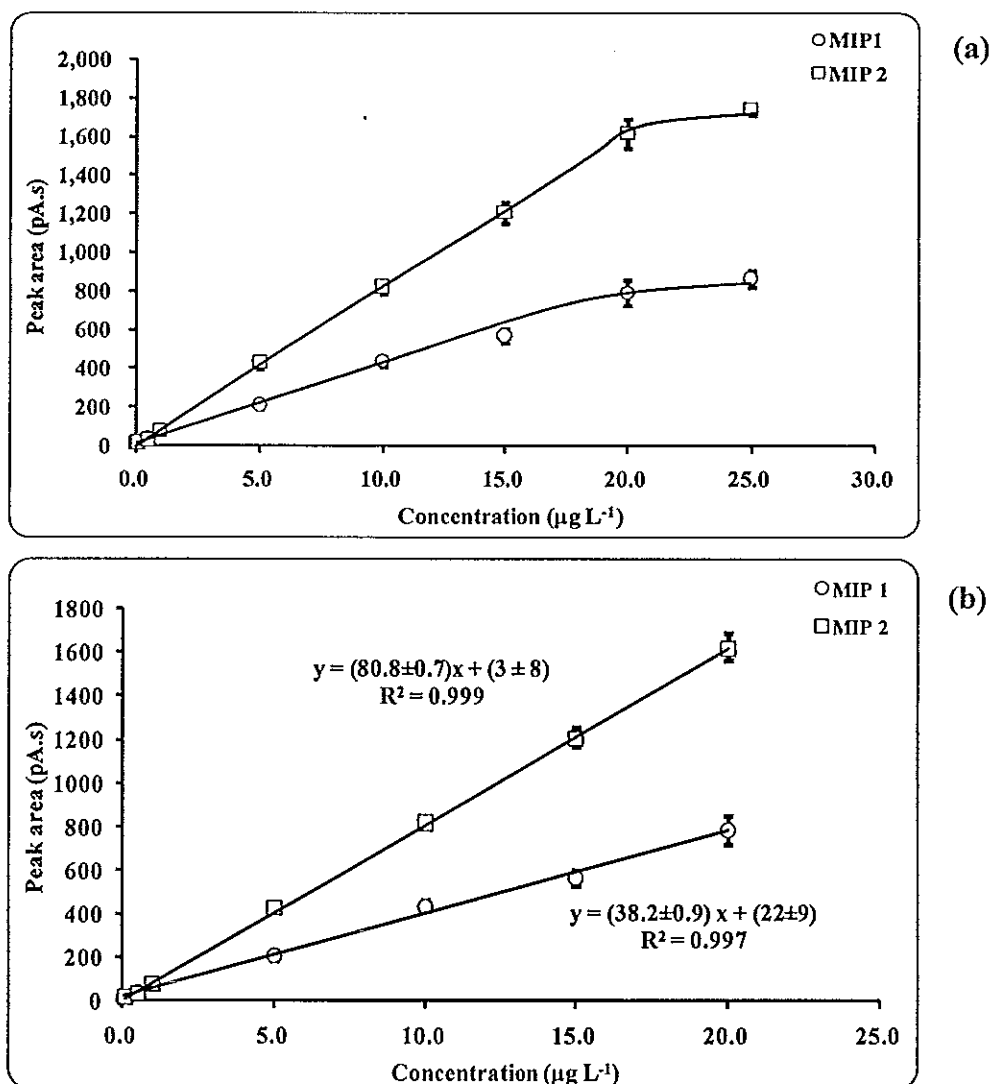 (a)
MIP1
MIP 2
2,000
1,800
1,600
1,400
1,200
1,000
800
600
400
200
0
Peak area (pA.s)
0.0 5.0 10.0 15.0 20.0 25.0 30.0
Concentration (µg L⁻¹)
(b)
MIP 1
MIP 2
1800
1600
1400
1200
1000
800
600
400
200
0
Peak area (pA.s)
y = (80.8±0.7)x + (3 ± 8)
R² = 0.999
y = (38.2±0.9) x + (22±9)
R² = 0.997
0.0 5.0 10.0 15.0 20.0 25.0
Concentration (µg L⁻¹)